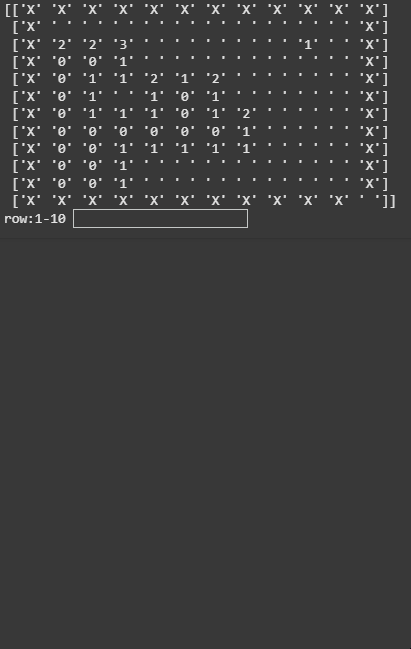 [['X' 'X' 'X' 'X' 'X' 'X' 'X' 'X' 'X' 'X' 'X' 'X']
['X' ' ' ' ' ' ' ' ' ' ' ' ' ' ' ' ' ' ' ' ' 'X']
['X' '2' '2' '3' ' ' ' ' ' ' ' ' ' ' '1' ' ' 'X']
['X' '0' '0' '1' ' ' ' ' ' ' ' ' ' ' ' ' ' ' 'X']
['X' '0' '1' '1' '2' '1' '2' ' ' ' ' ' ' ' ' 'X']
['X' '0' '1' ' ' '1' '0' '1' ' ' ' ' ' ' ' ' 'X']
['X' '0' '1' '1' '1' '0' '1' '2' ' ' ' ' ' ' 'X']
['X' '0' '0' '0' '0' '0' '0' '1' ' ' ' ' ' ' 'X']
['X' '0' '0' '1' '1' '1' '1' '1' ' ' ' ' ' ' 'X']
['X' '0' '0' '1' ' ' ' ' ' ' ' ' ' ' ' ' ' ' 'X']
['X' '0' '0' '1' ' ' ' ' ' ' ' ' ' ' ' ' ' ' 'X']
['X' 'X' 'X' 'X' 'X' 'X' 'X' 'X' 'X' 'X' 'X' ' ']]
row:1-10